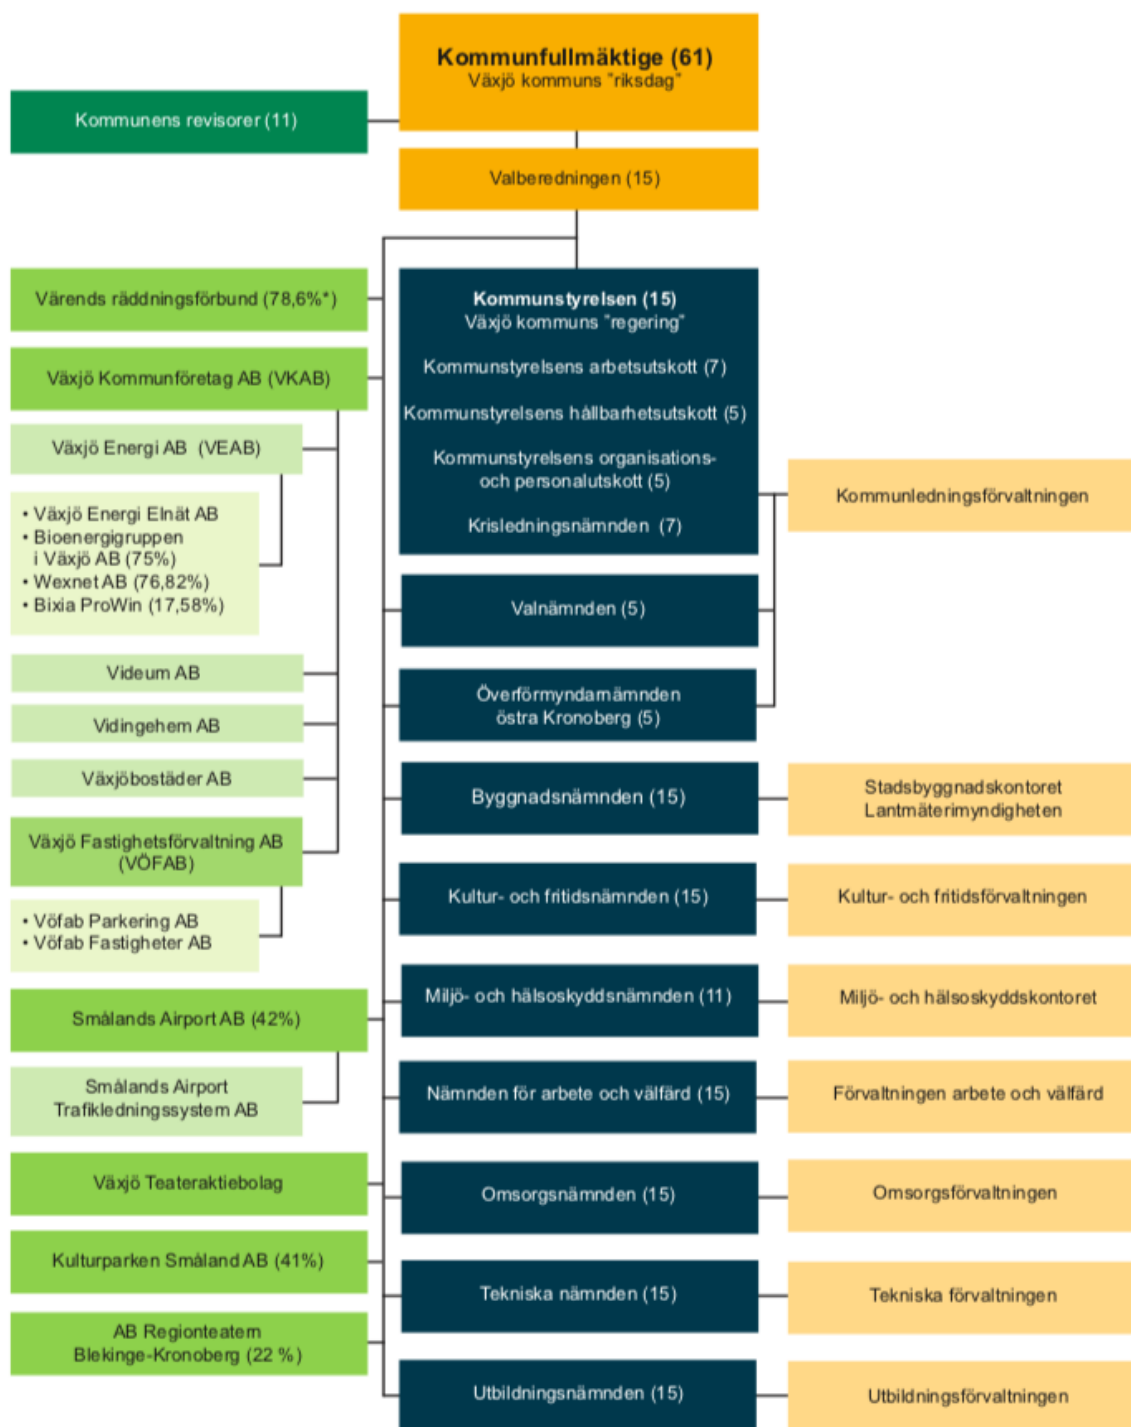 Kommunfullmäktige (61)
Växjö kommuns "riksdag"
Kommunens revisorer (11)
Valberedningen (15)
Värends räddningsförbund (78,6%*)
Växjö Kommunföretag AB (VKAB)
Växjö Energi AB (VEAB)
• Växjö Energi Elnät AB
• Bioenergigruppen
i Växjö AB (75%)
• Wexnet AB (76,82%)
• Bixia ProWin (17,58%)
Videum AB
Vidingehem AB
Växjöbostäder AB
Växjö Fastighetsförvaltning AB
(VÖFAB)
• Vöfab Parkering AB
• Vöfab Fastigheter AB
Smålands Airport AB (42%)
Smålands Airport
Trafikledningssystem AB
Växjö Teateraktiebolag
Kulturparken Småland AB (41%)
AB Regionteatern
Blekinge-Kronoberg (22 %)
Kommunstyrelsen (15)
Växjö kommuns "regering"
Kommunstyrelsens arbetsutskott (7)
Kommunstyrelsens hållbarhetsutskott (5)
Kommunstyrelsens organisations-
och personalutskott (5)
Krisledningsnämnden (7)
Kommunledningsförvaltningen
Valnämnden (5)
Överförmyndarnämnden
östra Kronoberg (5)
Byggnadsnämnden (15)
Stadsbyggnadskontoret
Lantmäterimyndigheten
Kultur- och fritidsnämnden (15)
Kultur- och fritidsförvaltningen
Miljö- och hälsoskyddsnämnden (11)
Miljö- och hälsoskyddskontoret
Nämnden för arbete och välfärd (15)
Förvaltningen arbete och välfärd
Omsorgsnämnden (15)
Omsorgsförvaltningen
Tekniska nämnden (15)
Tekniska förvaltningen
Utbildningsnämnden (15)
Utbildningsförvaltningen